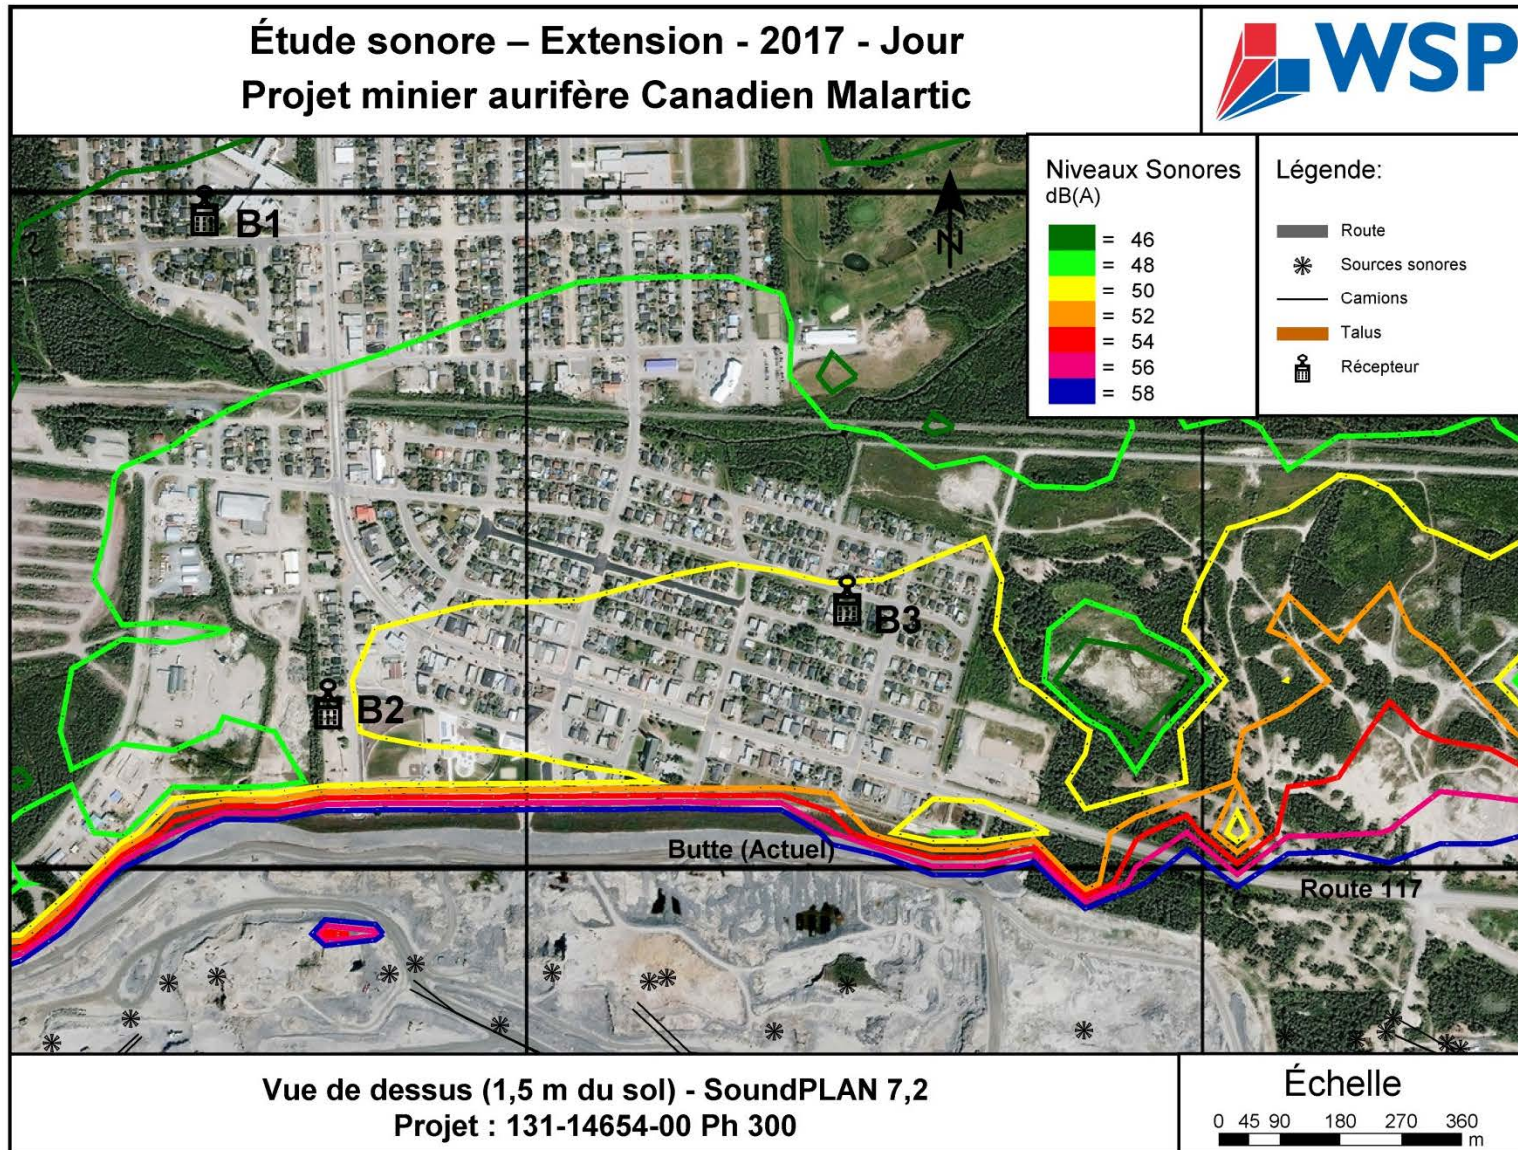 Étude sonore – Extension - 2017 - Jour
Projet minier aurifère Canadien Malartic
WSP
Niveaux Sonores
dB(A)
= 46
= 48
= 50
= 52
= 54
= 56
= 58
Légende:
Route
Sources sonores
Camions
Talus
Récepteur
N
B1
B2
B3
Butte (Actuel)
Route 117
Vue de dessus (1,5 m du sol) - SoundPLAN 7,2
Projet : 131-14654-00 Ph 300
Échelle
0 45 90 180 270 360
m